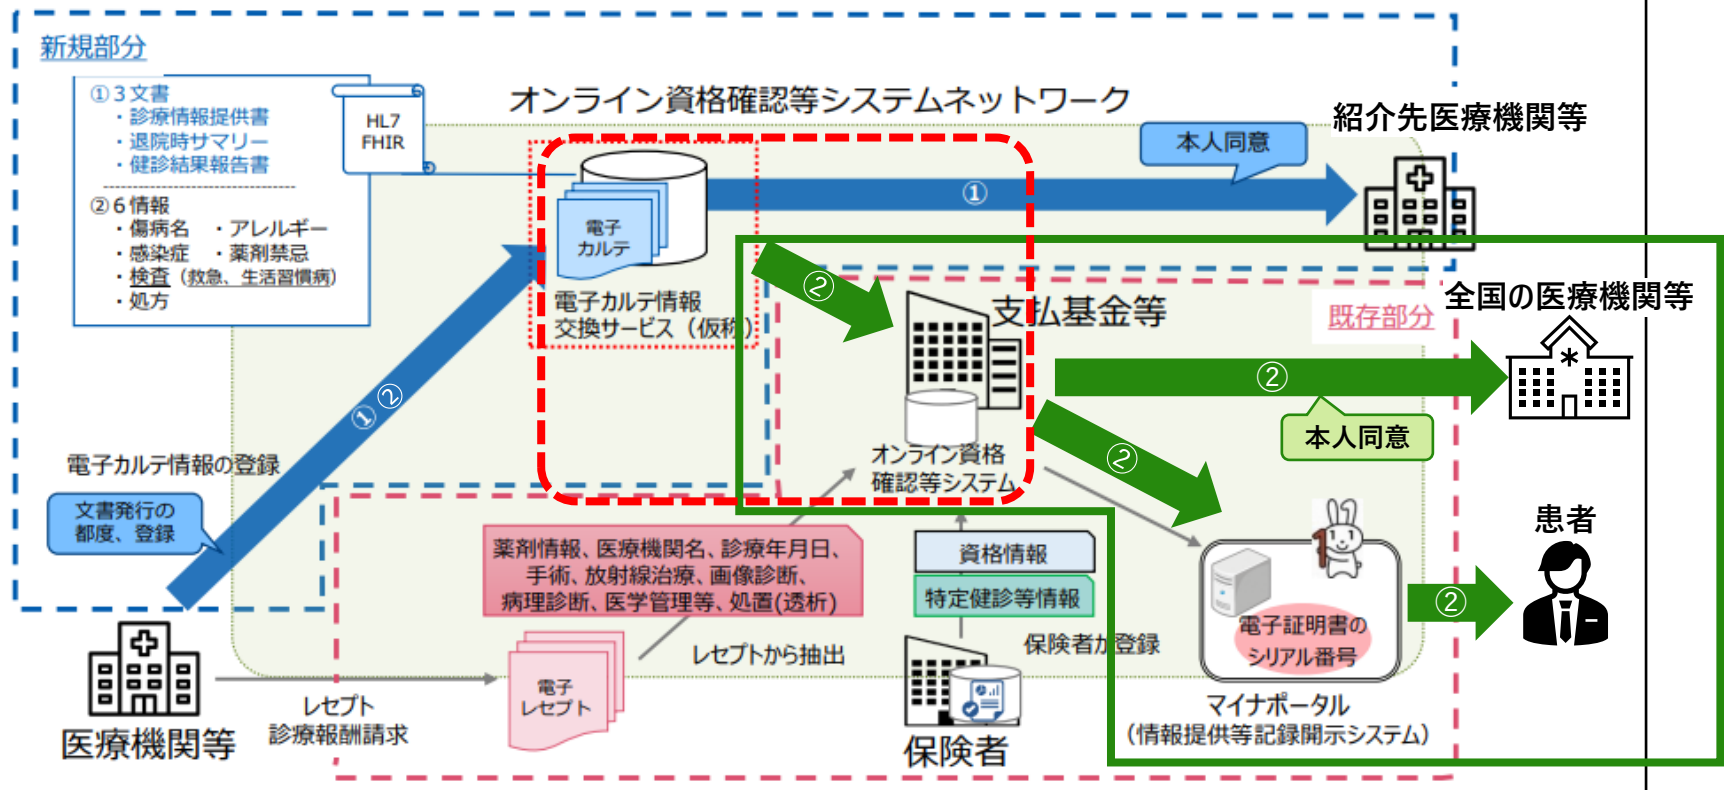 新規部分
①3文書
・診療情報提供書
・退院時サマリー
・健診結果報告書
②6情報
・傷病名 ・アレルギー
・感染症 ・薬剤禁忌
・検査(救急、生活習慣病)
・処方
HL7
FHIR
オンライン資格確認等システムネットワーク
本人同意
紹介先医療機関等
①
電子
カルテ
電子カルテ情報
交換サービス(仮称)
②
支払基金等
既存部分
全国の医療機関等
②
本人同意
①②
電子カルテ情報の登録
文書発行の
都度、登録
オンライン資格
確認等システム
②
薬剤情報、医療機関名、診療年月日、
手術、放射線治療、画像診断、
病理診断、医学管理等、処置(透析)
資格情報
特定健診等情報
患者
②
電子証明書の
シリアル番号
レセプトから抽出
保険者が登録
電子
レセプト
レセプト
診療報酬請求
医療機関等
保険者
マイナポータル
(情報提供等記録開示システム)